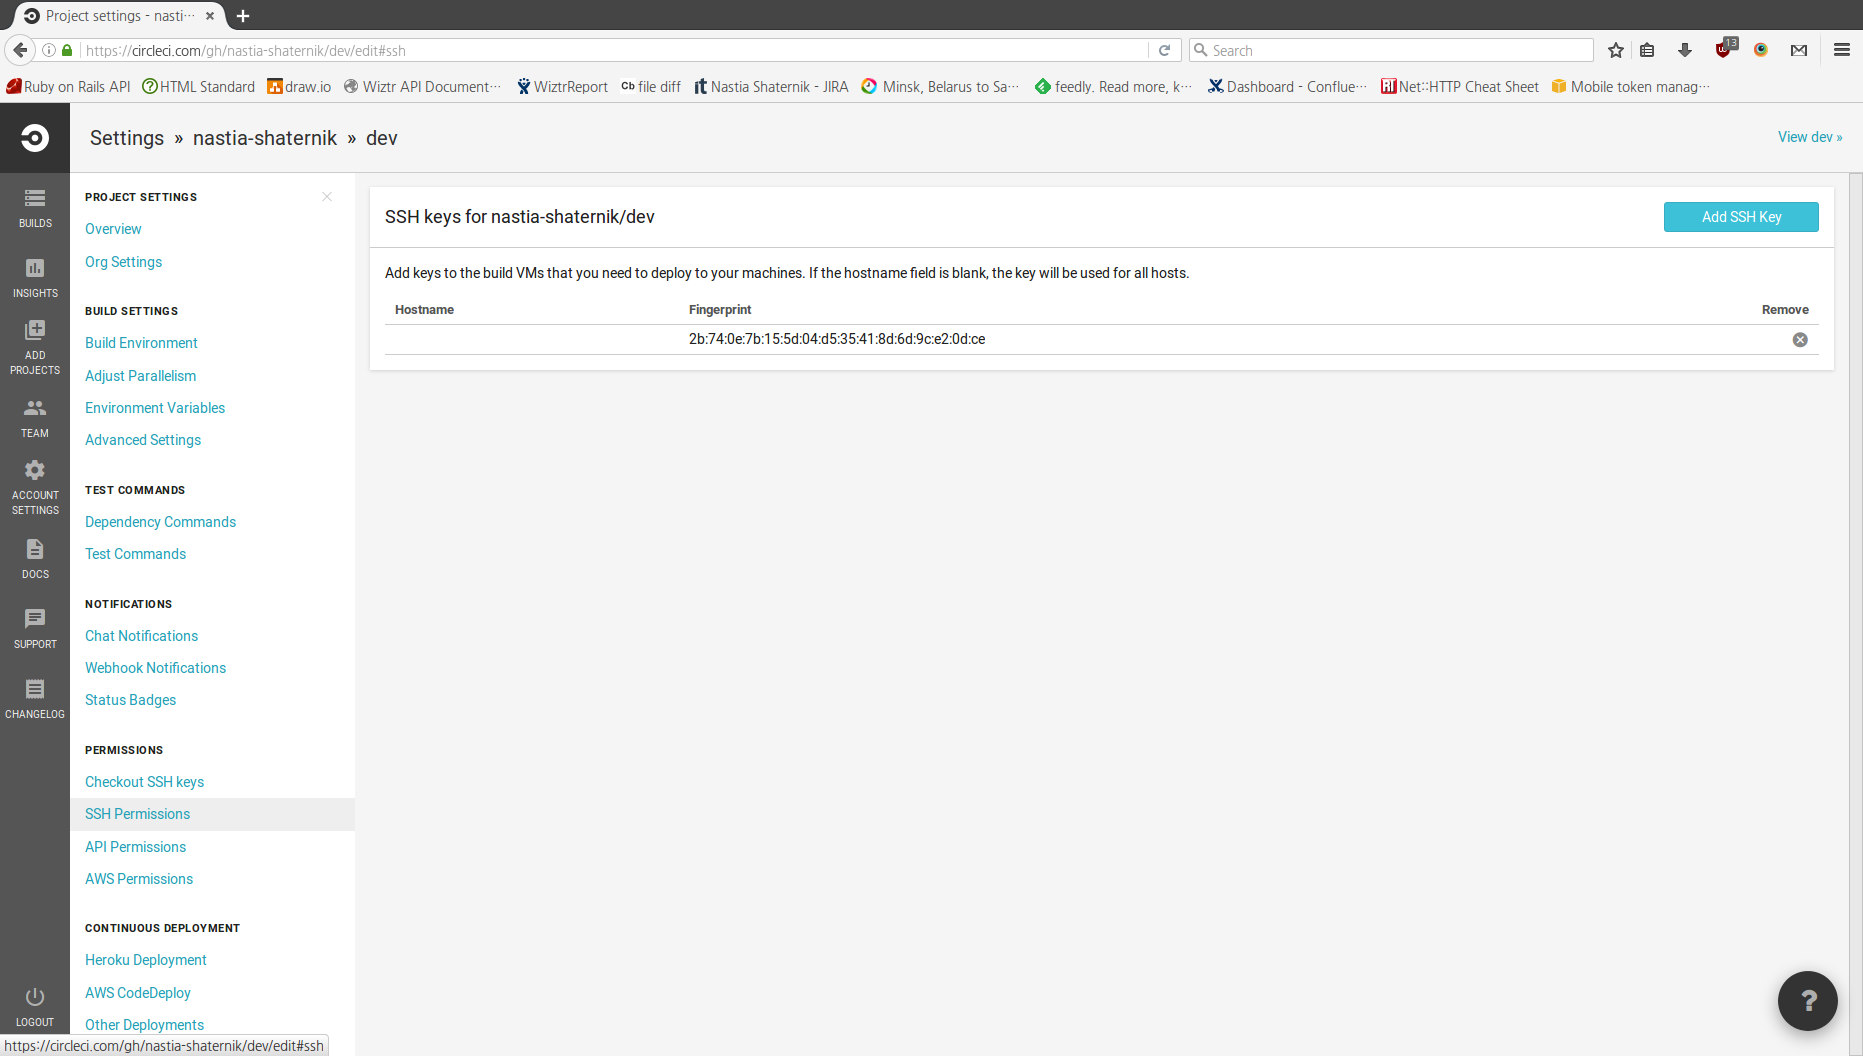 Project settings - nasti···
https://circleci.com/gh/nastia-shaternik/dev/edit#ssh
Search
13
Ruby on Rails API
HTML Standard
draw.io
Wiztr API Document···
WiztrReport
Cb file diff
Nastia Shaternik - JIRA
Minsk, Belarus to Sa···
feedly. Read more, k···
Dashboard - Conflue···
Net::HTTP Cheat Sheet
Mobile token manag···
Settings » nastia-shaternik » dev
View dev »
BUILDS
INSIGHTS
ADD
PROJECTS
TEAM
ACCOUNT
SETTINGS
DOCS
SUPPORT
CHANGELOG
LOGOUT
PROJECT SETTINGS
Overview
Org Settings
BUILD SETTINGS
Build Environment
Adjust Parallelism
Environment Variables
Advanced Settings
TEST COMMANDS
Dependency Commands
Test Commands
NOTIFICATIONS
Chat Notifications
Webhook Notifications
Status Badges
PERMISSIONS
Checkout SSH keys
SSH Permissions
API Permissions
AWS Permissions
CONTINUOUS DEPLOYMENT
Heroku Deployment
AWS CodeDeploy
Other Deployments
SSH keys for nastia-shaternik/dev
Add SSH Key
Add keys to the build VMs that you need to deploy to your machines. If the hostname field is blank, the key will be used for all hosts.
Hostname Fingerprint Remove
2b:74:0e:7b:15:5d:04:d5:35:41:8d:6d:9c:e2:0d:ce
?
https://circleci.com/gh/nastia-shaternik/dev/edit#ssh